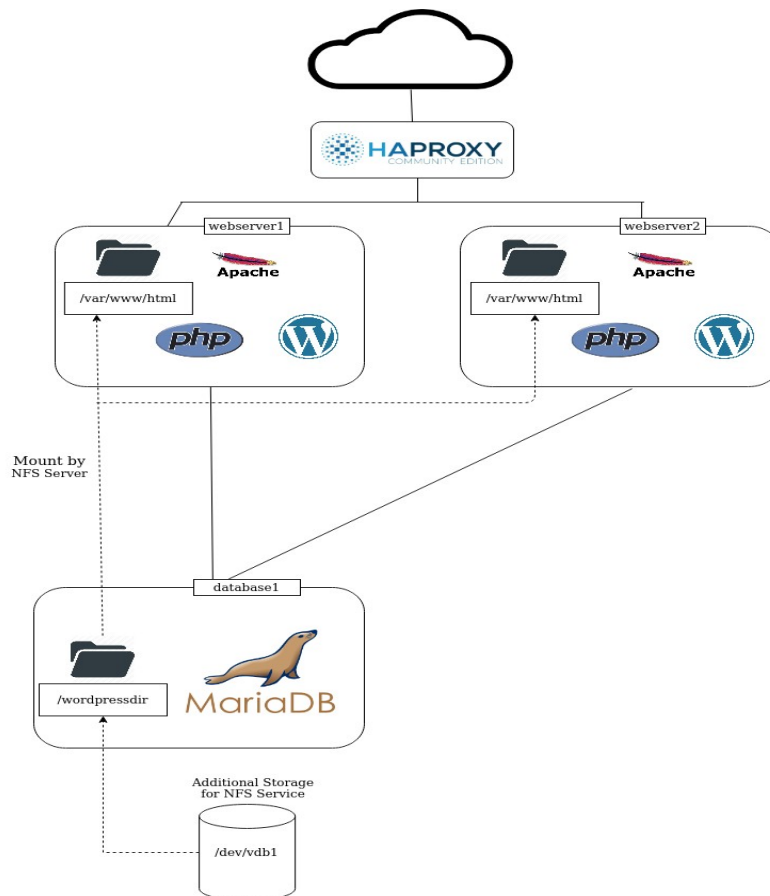 HAPROXY
COMMUNITY EDITION
webserver1
webserver2
Apache
Apache
/var/www/html
/var/www/html
php
W
php
W
Mount by
NFS Server
database1
/wordpressdir
MariaDB
Additional Storage
for NFS Service
/dev/vdb1